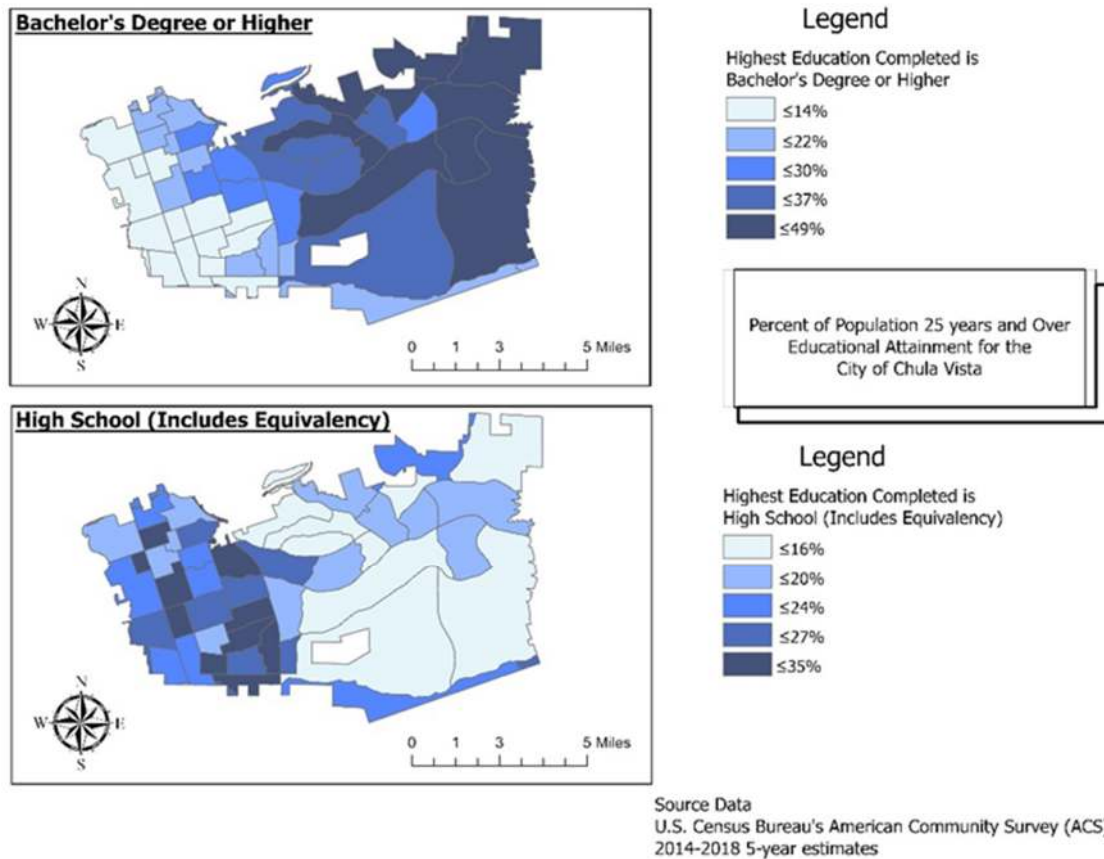 Bachelor's Degree or Higher
N
W E
S
0 1 3 5 Miles
Legend
Highest Education Completed is
Bachelor's Degree or Higher
≤14%
≤22%
≤30%
≤37%
≤49%
Percent of Population 25 years and Over
Educational Attainment for the
City of Chula Vista
High School (Includes Equivalency)
N
W E
S
0 1 3 5 Miles
Legend
Highest Education Completed is
High School (Includes Equivalency)
≤16%
≤20%
≤24%
≤27%
≤35%
Source Data
U.S. Census Bureau's American Community Survey (ACS)
2014-2018 5-year estimates